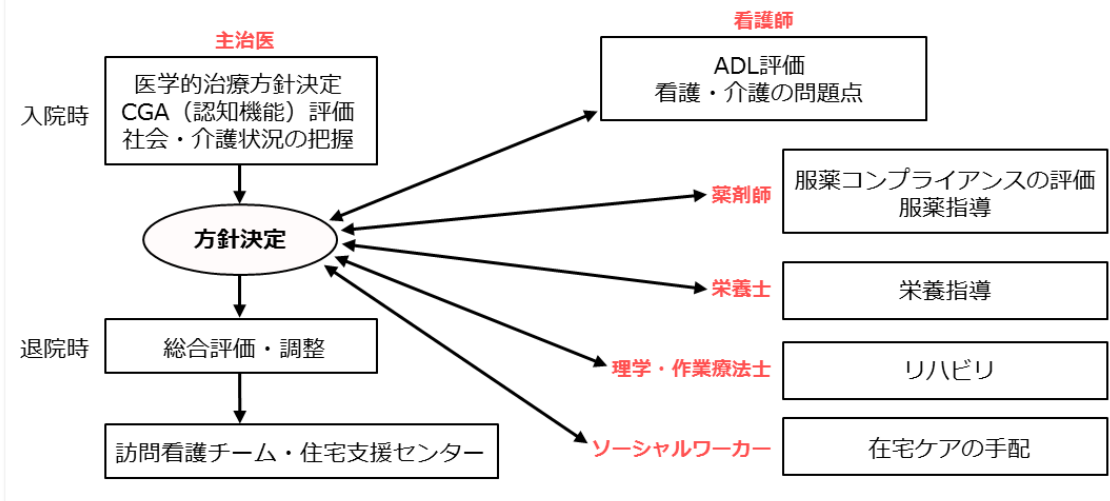 主治医
入院時
医学的治療方針決定
CGA（認知機能）評価
社会・介護状況の把握
方針決定
退院時
総合評価・調整
訪問看護チーム・住宅支援センター
看護師
ADL評価
看護・介護の問題点
薬剤師
服薬コンプライアンスの評価
服薬指導
栄養士
栄養指導
理学・作業療法士
リハビリ
ソーシャルワーカー
在宅ケアの手配